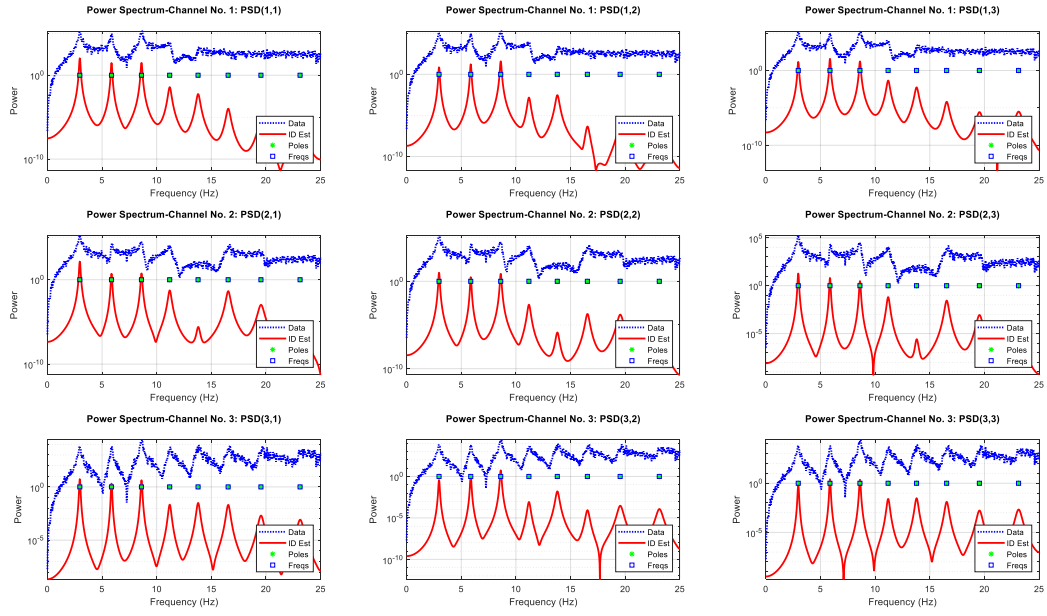 Power Spectrum-Channel No. 1: PSD(1,1)
Power Spectrum-Channel No. 1: PSD(1,2)
Power Spectrum-Channel No. 1: PSD(1,3)
Power
10^0
10^-10
0 5 10 15 20 25
Frequency (Hz)
Data
ID Est
Poles
Freqs
Power
10^0
10^-10
0 5 10 15 20 25
Frequency (Hz)
Data
ID Est
Poles
Freqs
Power
10^0
10^-10
0 5 10 15 20 25
Frequency (Hz)
Data
ID Est
Poles
Freqs
Power Spectrum-Channel No. 2: PSD(2,1)
Power Spectrum-Channel No. 2: PSD(2,2)
Power Spectrum-Channel No. 2: PSD(2,3)
Power
10^0
10^-10
0 5 10 15 20 25
Frequency (Hz)
Data
ID Est
Poles
Freqs
Power
10^0
10^-10
0 5 10 15 20 25
Frequency (Hz)
Data
ID Est
Poles
Freqs
Power
10^5
10^0
10^-5
0 5 10 15 20 25
Frequency (Hz)
Data
ID Est
Poles
Freqs
Power Spectrum-Channel No. 3: PSD(3,1)
Power Spectrum-Channel No. 3: PSD(3,2)
Power Spectrum-Channel No. 3: PSD(3,3)
Power
10^0
10^-5
0 5 10 15 20 25
Frequency (Hz)
Data
ID Est
Poles
Freqs
Power
10^0
10^-5
10^-10
0 5 10 15 20 25
Frequency (Hz)
Data
ID Est
Poles
Freqs
Power
10^0
10^-5
0 5 10 15 20 25
Frequency (Hz)
Data
ID Est
Poles
Freqs